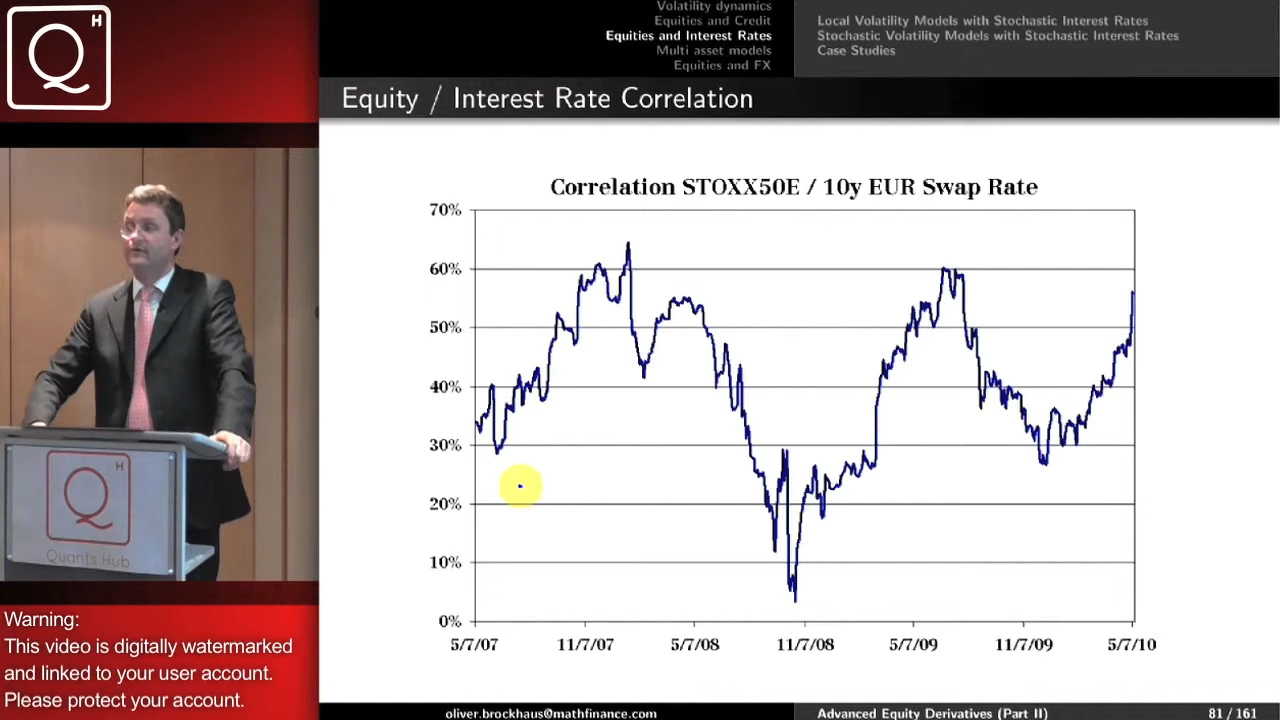 H
Q
Volatility dynamics
Equities and Credit
Equities and Interest Rates
Multi asset models
Equities and FX
Local Volatility Models with Stochastic Interest Rates
Stochastic Volatility Models with Stochastic Interest Rates
Case Studies
Equity / Interest Rate Correlation
Correlation STOXX50E / 10y EUR Swap Rate
70%
60%
50%
40%
30%
20%
10%
0%
5/7/07
11/7/07
5/7/08
11/7/08
5/7/09
11/7/09
5/7/10
H
Q
Quants Hub
Warning:
This video is digitally watermarked
and linked to your user account.
Please protect your account.
oliver.brockhaus@mathfinance.com
Advanced Equity Derivatives (Part II)
81 / 161